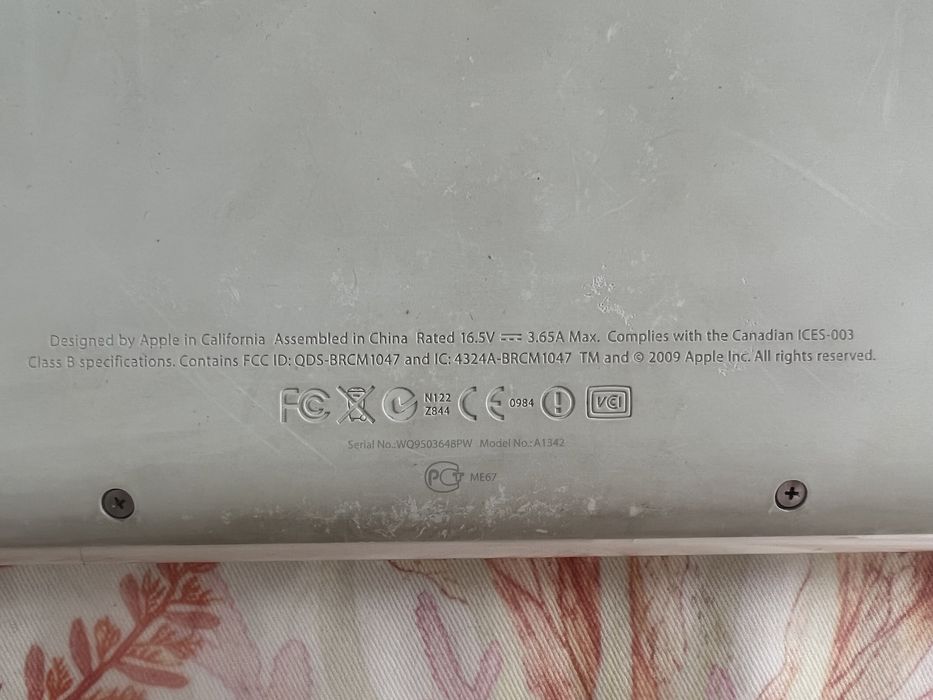 Designed by Apple in California Assembled in China Rated 16.5V ⎓ 3.65A Max. Complies with the Canadian ICES-003
Class B specifications. Contains FCC ID: QDS-BRCM1047 and IC: 4324A-BRCM1047 TM and © 2009 Apple Inc. All rights reserved.
FC N122 CE 0984 VCI
Z844
Serial No.:WQ9503648PW Model No.:A1342
PCT ME67